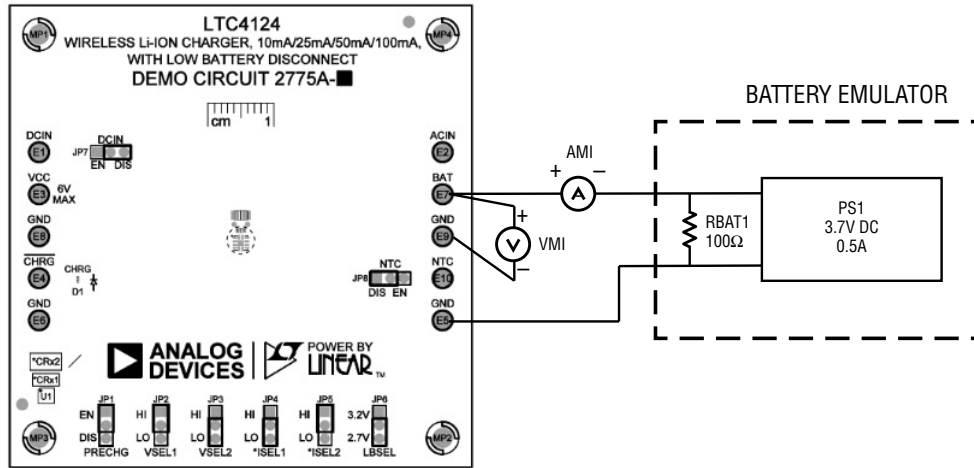 LTC4124
WIRELESS Li-ION CHARGER, 10mA/25mA/50mA/100mA,
WITH LOW BATTERY DISCONNECT
DEMO CIRCUIT 2775A-■
MP1
MP4
cm 1
BATTERY EMULATOR
DCIN
E1
JP7
DCIN
EN DIS
VCC
E3
6V
MAX
GND
E8
CHRG
E4
CHRG
D1
GND
E6
ACIN
E2
BAT
E7
GND
E9
NTC
E10
JP8
NTC
DIS EN
GND
E5
AMI
+ −
A
+
V
VMI
−
RBAT1
100Ω
PS1
3.7V DC
0.5A
*CRx2
*CRx1
*U1
ANALOG
DEVICES
LT
POWER BY
LINEAR™
MP3
MP2
JP1
EN
DIS
PRECHG
JP2
HI
LO
VSEL1
JP3
HI
LO
VSEL2
JP4
HI
LO
*ISEL1
JP5
HI
LO
*ISEL2
JP6
3.2V
2.7V
LBSEL